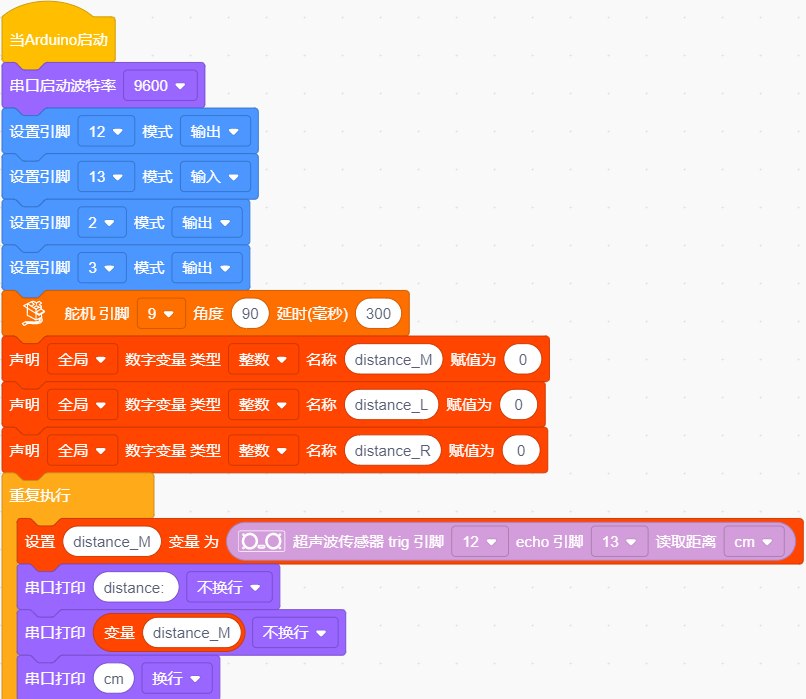 当Arduino启动
串口启动波特率 9600
设置引脚 12 模式 输出
设置引脚 13 模式 输入
设置引脚 2 模式 输出
设置引脚 3 模式 输出
舵机 引脚 9 角度 90 延时(毫秒) 300
声明 全局 数字变量 类型 整数 名称 distance_M 赋值为 0
声明 全局 数字变量 类型 整数 名称 distance_L 赋值为 0
声明 全局 数字变量 类型 整数 名称 distance_R 赋值为 0
重复执行
设置 distance_M 变量 为 超声波传感器 trig 引脚 12 echo 引脚 13 读取距离 cm
串口打印 distance: 不换行
串口打印 变量 distance_M 不换行
串口打印 cm 换行